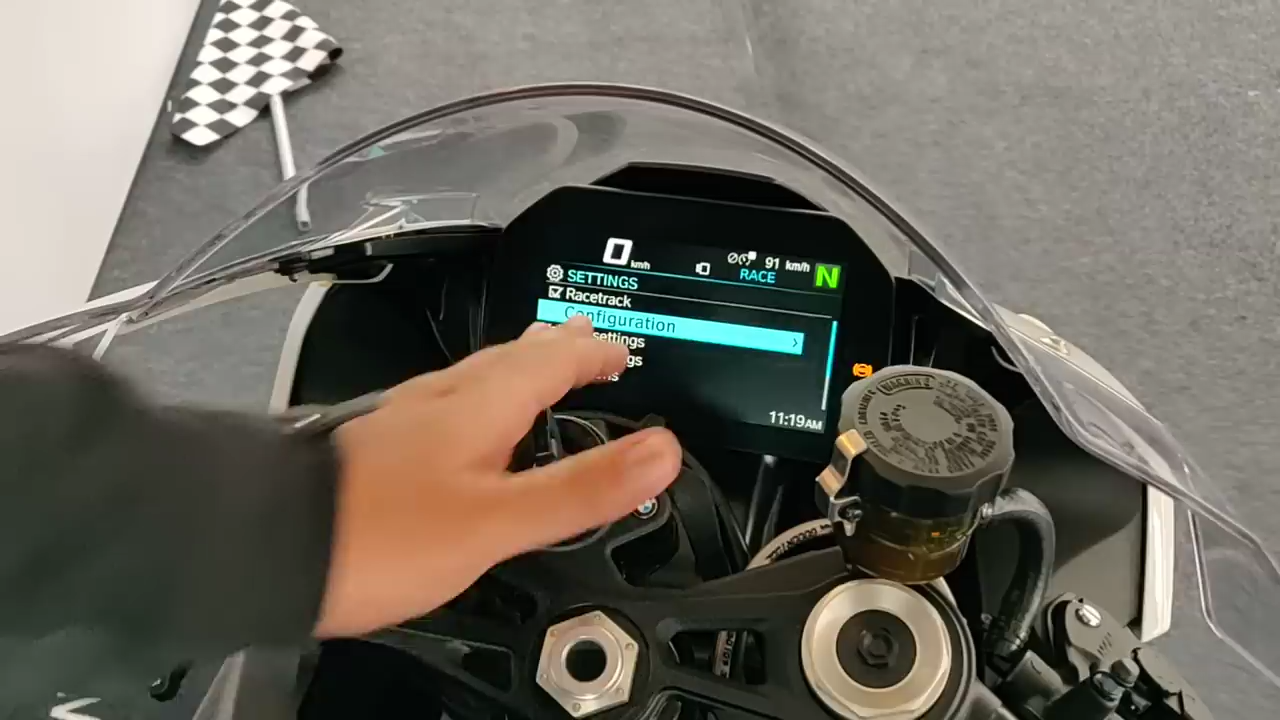 0 km/h
91 km/h
RACE
N
SETTINGS
Racetrack
Configuration
settings
11:19AM